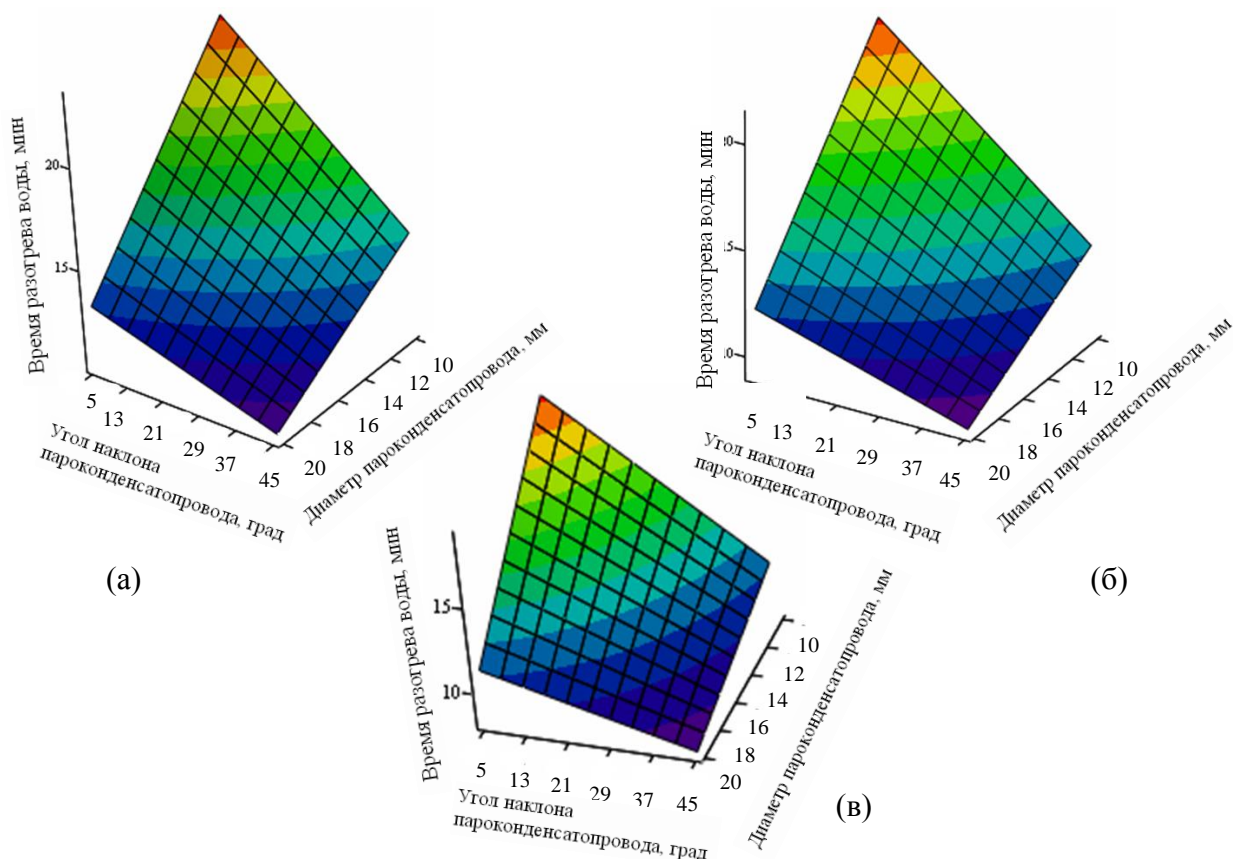 Время разогрева воды, мин
20
15
5
13
21
29
37
45
Угол наклона
пароконденсатопровода, град
10
12
14
16
18
20
Диаметр пароконденсатопровода, мм
(а)
Время разогрева воды, мин
5
13
21
29
37
45
Угол наклона
пароконденсатопровода, град
10
12
14
16
18
20
Диаметр пароконденсатопровода, мм
(б)
Время разогрева воды, мин
15
10
5
13
21
29
37
45
Угол наклона
пароконденсатопровода, град
10
12
14
16
18
20
Диаметр пароконденсатопровода, мм
(в)